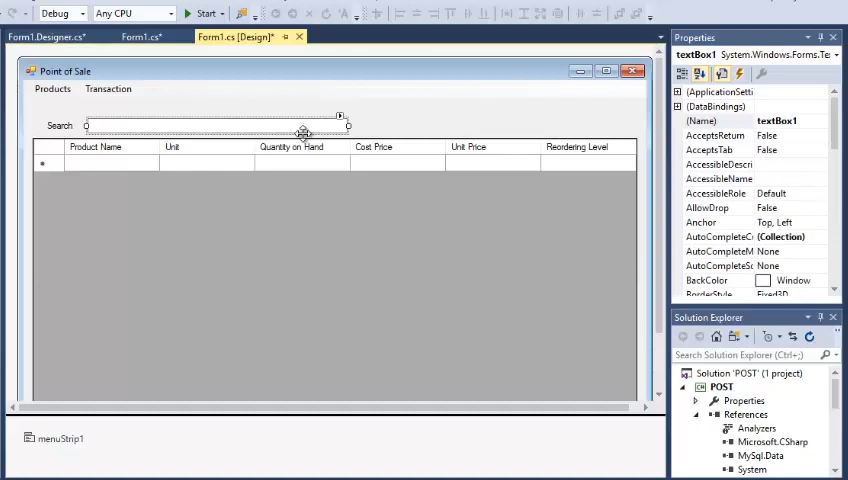 Debug Any CPU Start
Form1.Designer.cs* Form1.cs* Form1.cs [Design]*
Point of Sale
Products Transaction
Search
Product Name Unit Quantity on Hand Cost Price Unit Price Reordering Level
menuStrip1
Properties
textBox1 System.Windows.Forms.Te
(ApplicationSetti
(DataBindings)
(Name) textBox1
AcceptsReturn False
AcceptsTab False
AccessibleDescri
AccessibleName
AccessibleRole Default
AllowDrop False
Anchor Top, Left
AutoCompleteCu (Collection)
AutoCompleteM None
AutoCompleteSo None
BackColor Window
BorderStyle Fixed3D
Solution Explorer
Search Solution Explorer (Ctrl+;)
Solution 'POST' (1 project)
POST
Properties
References
Analyzers
Microsoft.CSharp
MySql.Data
System